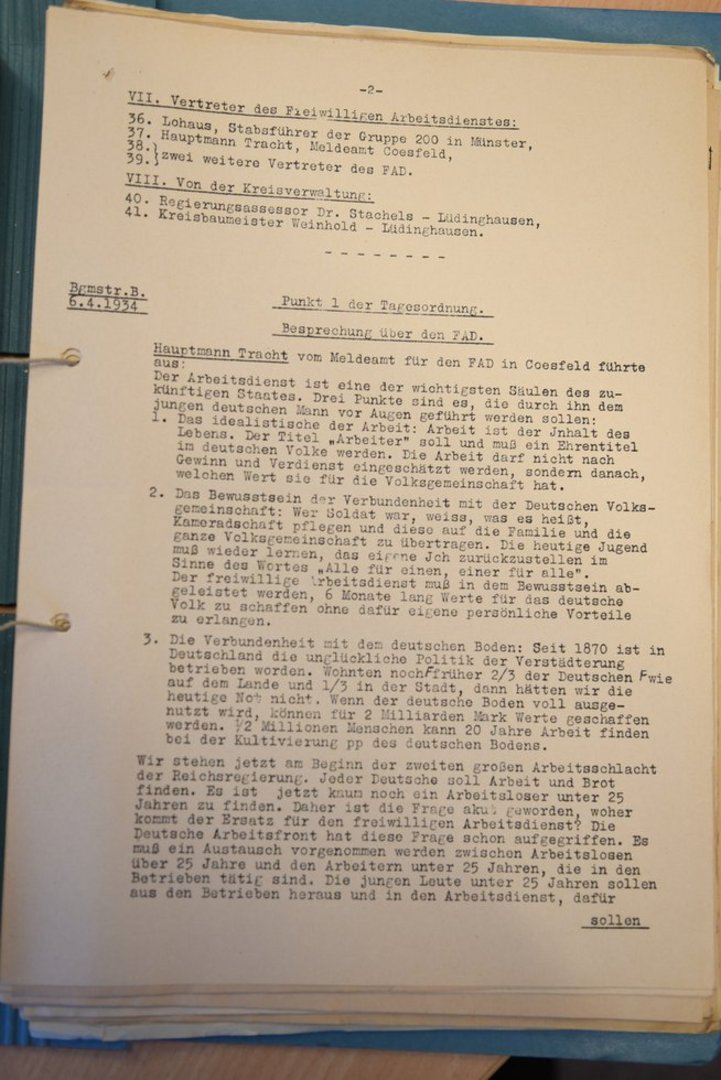 -2-
VII. Vertreter des Freiwilligen Arbeitsdienstes:
36. Lohaus, Stabsführer der Gruppe 200 in Münster,
37. Hauptmann Tracht, Meldeamt Coesfeld,
38.}
39.}zwei weitere Vertreter des FAD.
VIII. Von der Kreisverwaltung:
40. Regierungsassessor Dr. Stachels - Lüdinghausen,
41. Kreisbaumeister Weinhold - Lüdinghausen.
- - - - - - - -
Bgmstr.B.
6.4.1934
Punkt 1 der Tagesordnung.
Besprechung über den FAD.
Hauptmann Tracht vom Meldeamt für den FAD in Coesfeld führte
aus:
Der Arbeitsdienst ist eine der wichtigsten Säulen des zu-
künftigen Staates. Drei Punkte sind es, die durch ihn dem
jungen deutschen Mann vor Augen geführt werden sollen:
1. Das idealistische der Arbeit: Arbeit ist der Jnhalt des
Lebens. Der Titel „Arbeiter" soll und muß ein Ehrentitel
im deutschen Volke werden. Die Arbeit darf nicht nach
Gewinn und Verdienst eingeschätzt werden, sondern danach,
welchen Wert sie für die Volksgemeinschaft hat.
2. Das Bewusstsein der Verbundenheit mit der Deutschen Volks-
gemeinschaft: Wer Soldat war, weiss, was es heißt,
Kameradschaft pflegen und diese auf die Familie und die
ganze Volksgemeinschaft zu übertragen. Die heutige Jugend
muß wieder lernen, das eigene Jch zurückzustellen im
Sinne des Wortes „Alle für einen, einer für alle".
Der freiwillige Arbeitsdienst muß in dem Bewusstsein ab-
geleistet werden, 6 Monate lang Werte für das deutsche
Volk zu schaffen ohne dafür eigene persönliche Vorteile
zu erlangen.
3. Die Verbundenheit mit dem deutschen Boden: Seit 1870 ist in
Deutschland die unglückliche Politik der Verstädterung
betrieben worden. Wohnten noch früher 2/3 der Deutschen wie
auf dem Lande und 1/3 in der Stadt, dann hätten wir die
heutige Not nicht. Wenn der deutsche Boden voll ausge-
nutzt wird, können für 2 Milliarden Mark Werte geschaffen
werden. 1/2 Millionen Menschen kann 20 Jahre Arbeit finden
bei der Kultivierung pp des deutschen Bodens.
Wir stehen jetzt am Beginn der zweiten großen Arbeitsschlacht
der Reichsregierung. Jeder Deutsche soll Arbeit und Brot
finden. Es ist jetzt kaum noch ein Arbeitsloser unter 25
Jahren zu finden. Daher ist die Frage akut geworden, woher
kommt der Ersatz für den freiwilligen Arbeitsdienst? Die
Deutsche Arbeitsfront hat diese Frage schon aufgegriffen. Es
muß ein Austausch vorgenommen werden zwischen Arbeitslosen
über 25 Jahre und den Arbeitern unter 25 Jahren, die in den
Betrieben tätig sind. Die jungen Leute unter 25 Jahren sollen
aus den Betrieben heraus und in den Arbeitsdienst, dafür
sollen